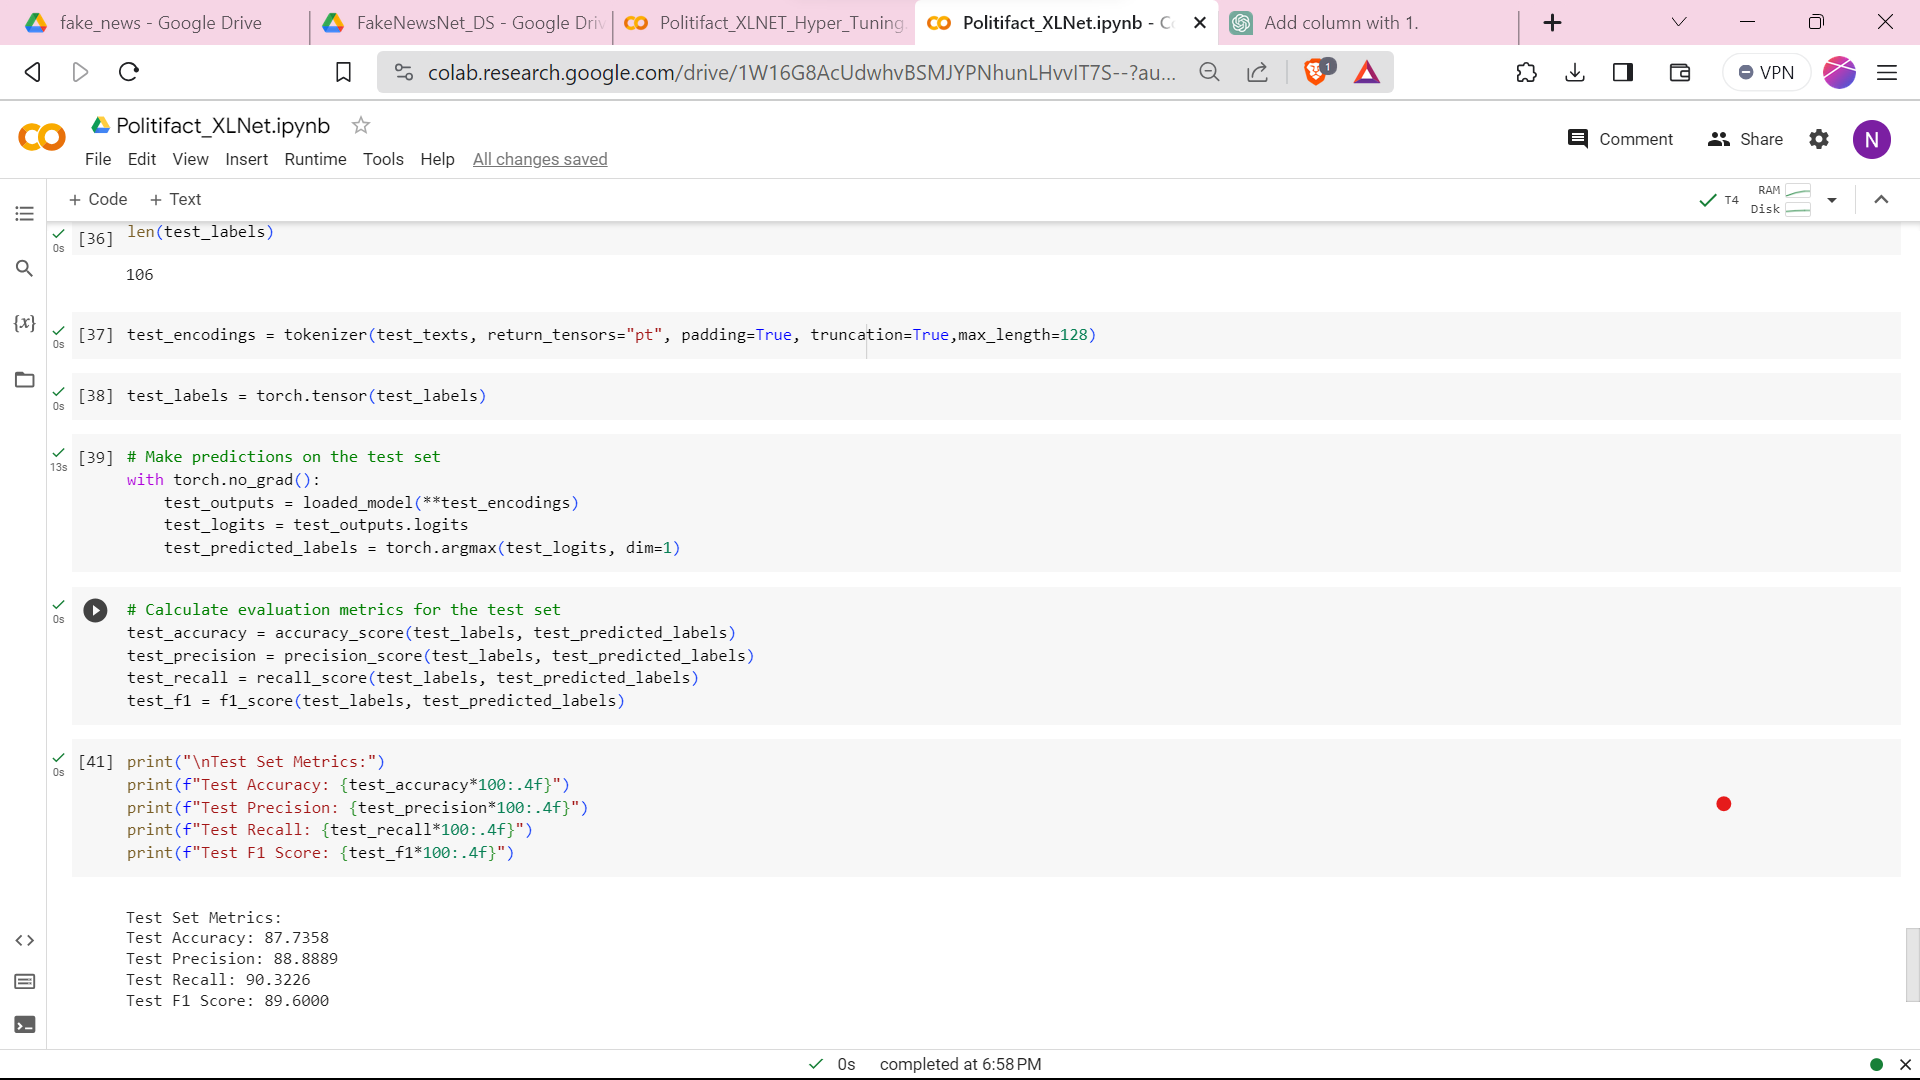 fake_news - Google Drive
FakeNewsNet_DS - Google Driv
Politifact_XLNET_Hyper_Tuning.
Politifact_XLNet.ipynb - Co
Add column with 1.
colab.research.google.com/drive/1W16G8AcUdwhvBSMJYPNhunLHvvIT7S--?au...
1
VPN
Politifact_XLNet.ipynb
Comment
Share
N
File Edit View Insert Runtime Tools Help All changes saved
+ Code + Text
T4
RAM
Disk
[36] len(test_labels)
0s
106
[37] test_encodings = tokenizer(test_texts, return_tensors="pt", padding=True, truncation=True,max_length=128)
0s
[38] test_labels = torch.tensor(test_labels)
0s
[39] # Make predictions on the test set
13s
with torch.no_grad():
    test_outputs = loaded_model(**test_encodings)
    test_logits = test_outputs.logits
    test_predicted_labels = torch.argmax(test_logits, dim=1)
# Calculate evaluation metrics for the test set
0s
test_accuracy = accuracy_score(test_labels, test_predicted_labels)
test_precision = precision_score(test_labels, test_predicted_labels)
test_recall = recall_score(test_labels, test_predicted_labels)
test_f1 = f1_score(test_labels, test_predicted_labels)
[41] print("\nTest Set Metrics:")
0s
print(f"Test Accuracy: {test_accuracy*100:.4f}")
print(f"Test Precision: {test_precision*100:.4f}")
print(f"Test Recall: {test_recall*100:.4f}")
print(f"Test F1 Score: {test_f1*100:.4f}")
Test Set Metrics:
Test Accuracy: 87.7358
Test Precision: 88.8889
Test Recall: 90.3226
Test F1 Score: 89.6000
0s completed at 6:58 PM